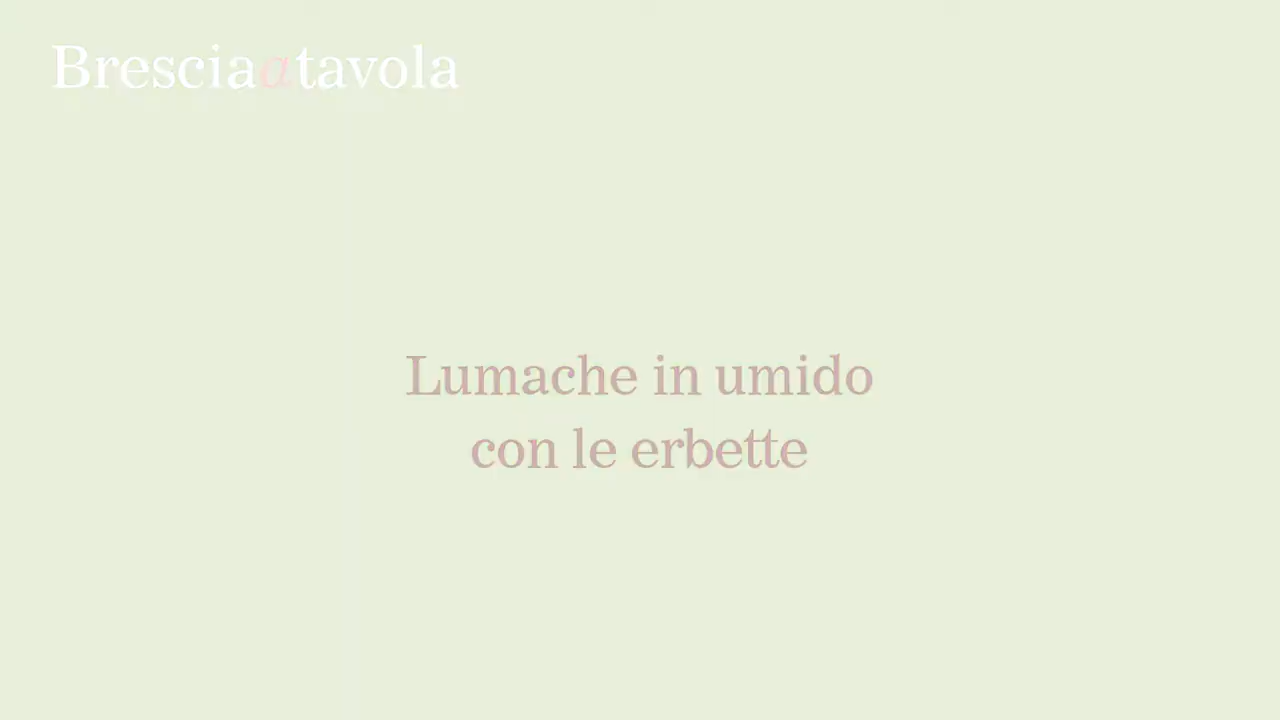 Bresciaatavola
Lumache in umido
con le erbette